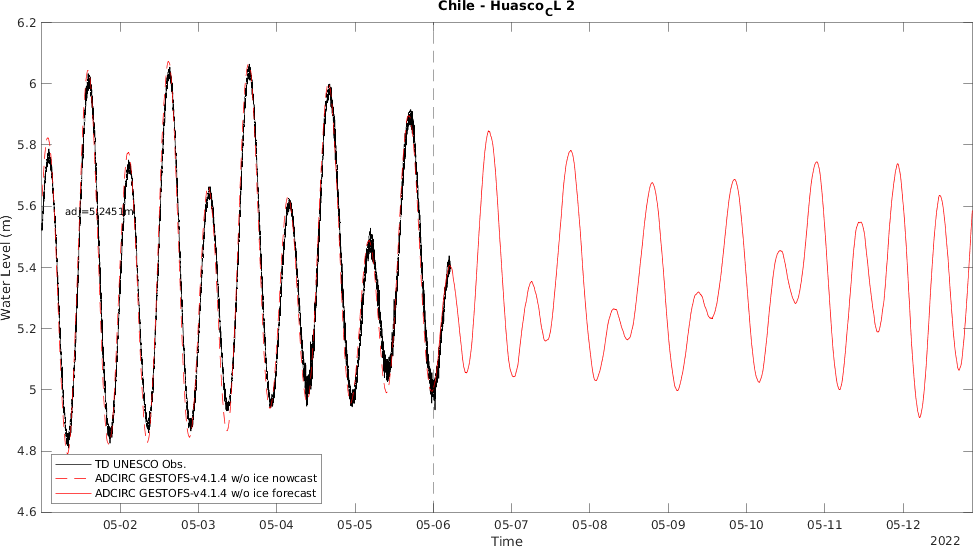 Chile - Huasco_CL 2
6.2
6
5.8
5.6
5.4
5.2
5
4.8
4.6
Water Level (m)
adj=5.2451m
TD UNESCO Obs.
ADCIRC GESTOFS-v4.1.4 w/o ice nowcast
ADCIRC GESTOFS-v4.1.4 w/o ice forecast
05-02 05-03 05-04 05-05 05-06 05-07 05-08 05-09 05-10 05-11 05-12
Time
2022